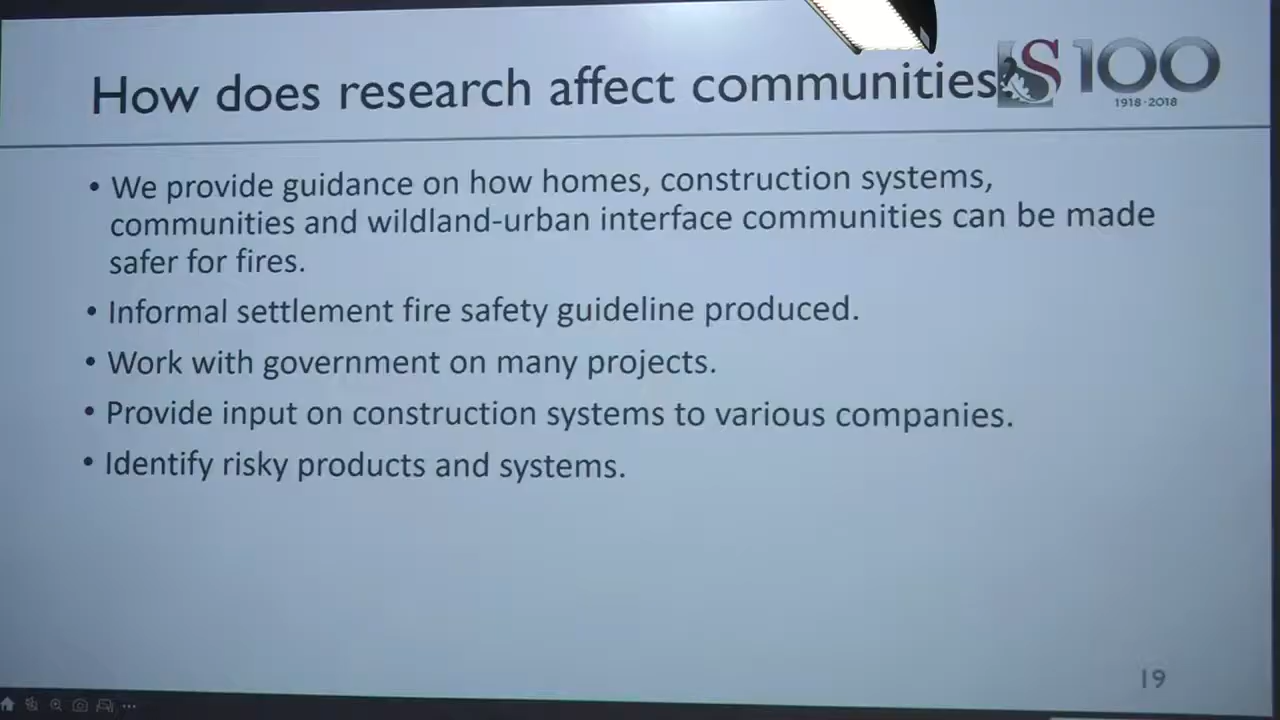 How does research affect communities
S100
1918·2018
• We provide guidance on how homes, construction systems,
communities and wildland-urban interface communities can be made
safer for fires.
• Informal settlement fire safety guideline produced.
• Work with government on many projects.
• Provide input on construction systems to various companies.
• Identify risky products and systems.
19